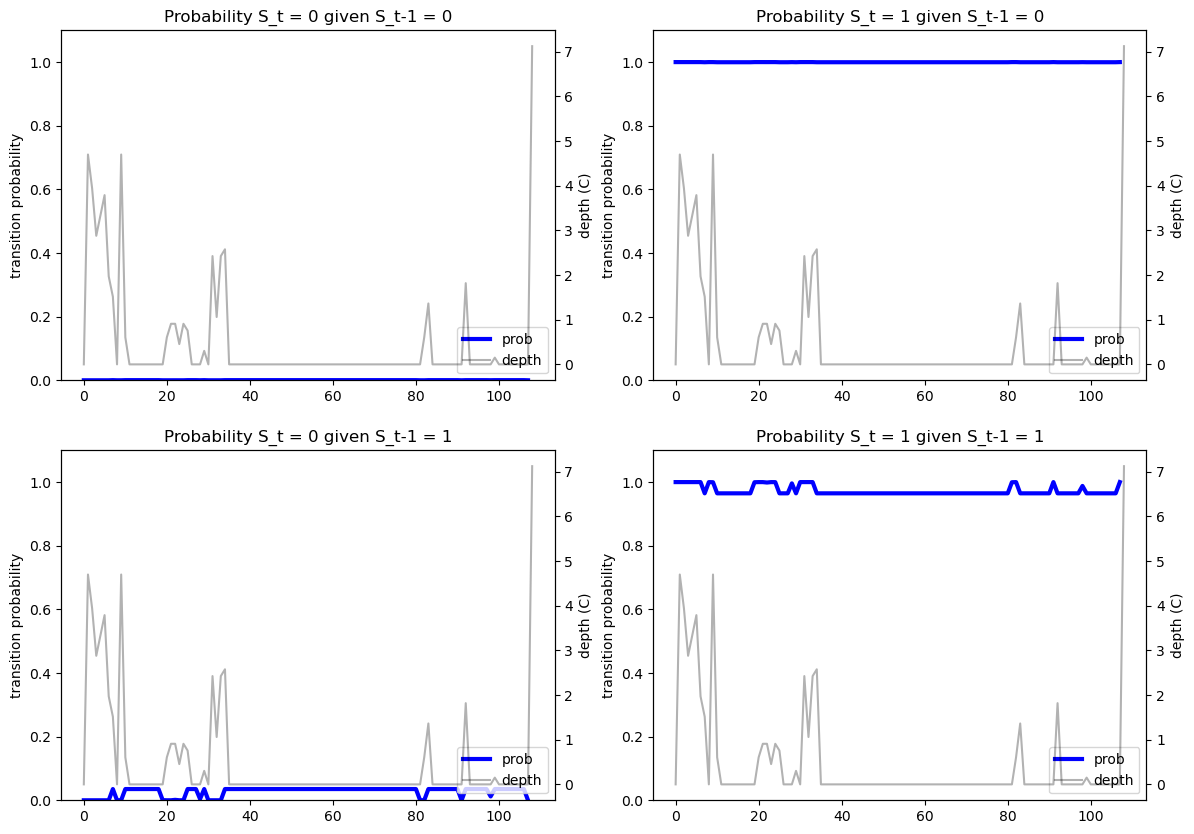 Probability S_t = 0 given S_t-1 = 0
1.0
0.8
0.6
0.4
0.2
0.0
transition probability
7
6
5
4
3
2
1
0
depth (C)
prob
depth
0 20 40 60 80 100
Probability S_t = 1 given S_t-1 = 0
1.0
0.8
0.6
0.4
0.2
0.0
transition probability
7
6
5
4
3
2
1
0
depth (C)
prob
depth
0 20 40 60 80 100
Probability S_t = 0 given S_t-1 = 1
1.0
0.8
0.6
0.4
0.2
0.0
transition probability
7
6
5
4
3
2
1
0
depth (C)
prob
depth
0 20 40 60 80 100
Probability S_t = 1 given S_t-1 = 1
1.0
0.8
0.6
0.4
0.2
0.0
transition probability
7
6
5
4
3
2
1
0
depth (C)
prob
depth
0 20 40 60 80 100